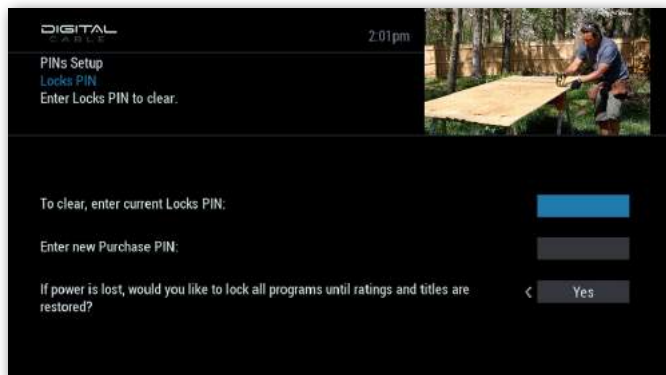 DIGITAL
CABLE
2:01pm
PINs Setup
Locks PIN
Enter Locks PIN to clear.
To clear, enter current Locks PIN:
Enter new Purchase PIN:
If power is lost, would you like to lock all programs until ratings and titles are
restored?
< Yes